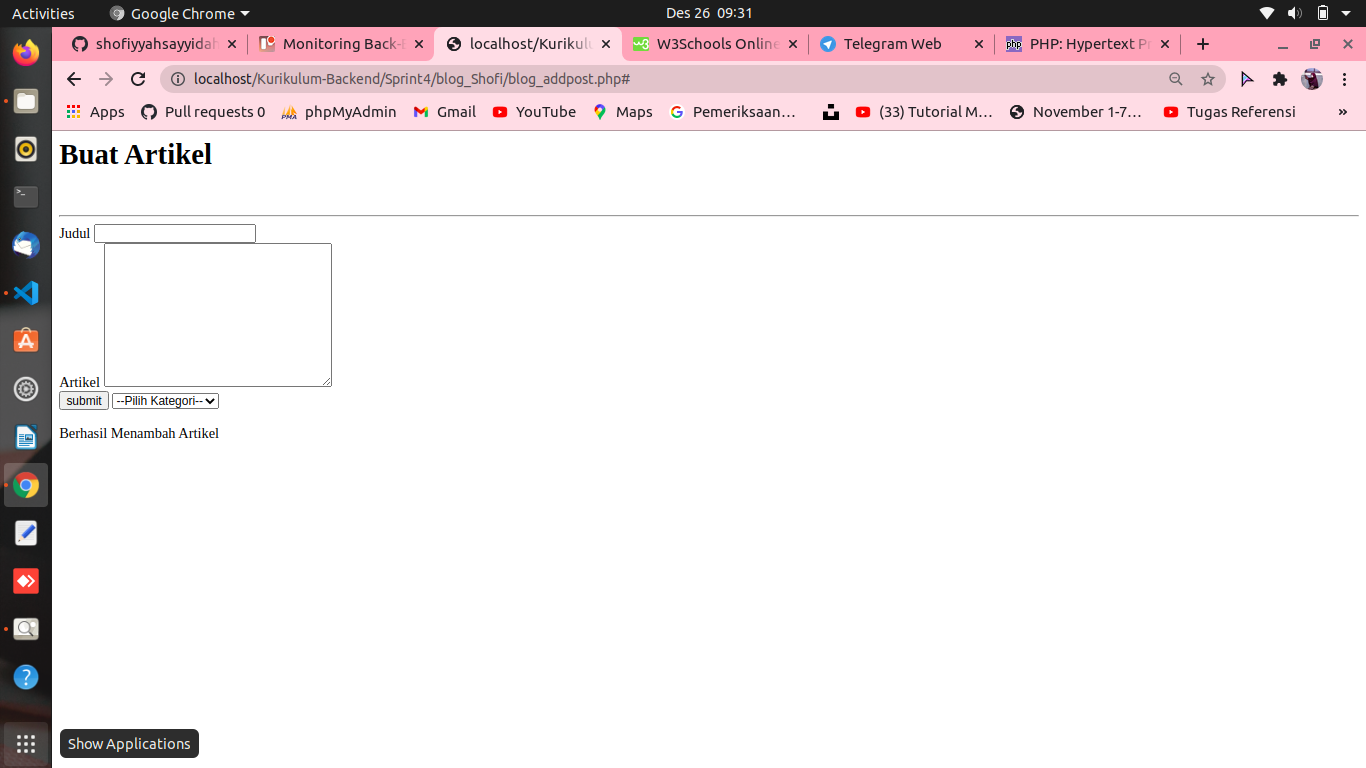 Activities Google Chrome Des 26 09:31
shofiyyahsayyidah Monitoring Back- localhost/Kurikulu W3Schools Online Telegram Web php PHP: Hypertext Pr
localhost/Kurikulum-Backend/Sprint4/blog_Shofi/blog_addpost.php#
Apps Pull requests 0 PMA phpMyAdmin Gmail YouTube Maps Pemeriksaan… (33) Tutorial M… November 1-7… Tugas Referensi »
Buat Artikel
Judul
Artikel
submit --Pilih Kategori--
Berhasil Menambah Artikel
Show Applications